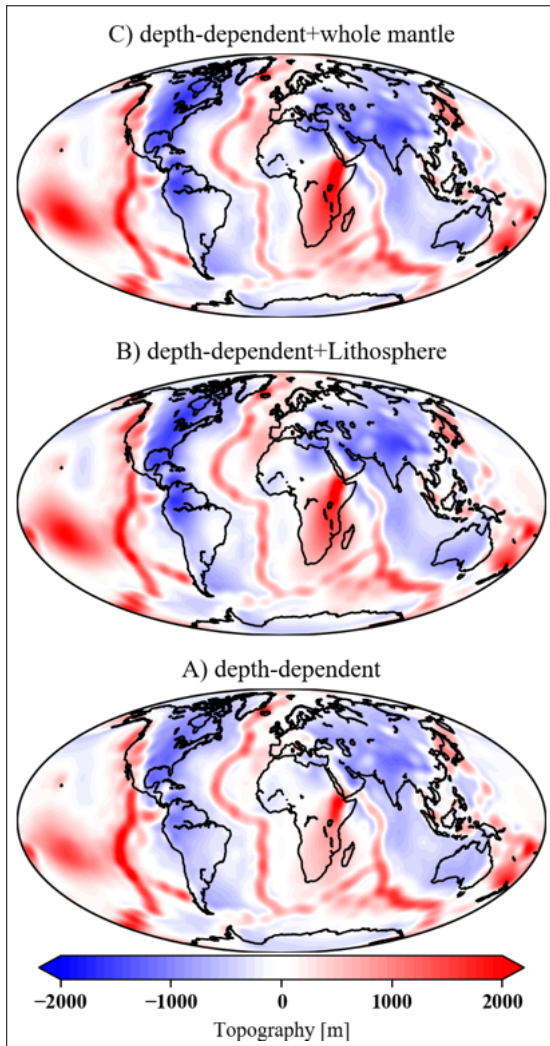 C) depth-dependent+whole mantle
B) depth-dependent+Lithosphere
A) depth-dependent
−2000 −1000 0 1000 2000
Topography [m]